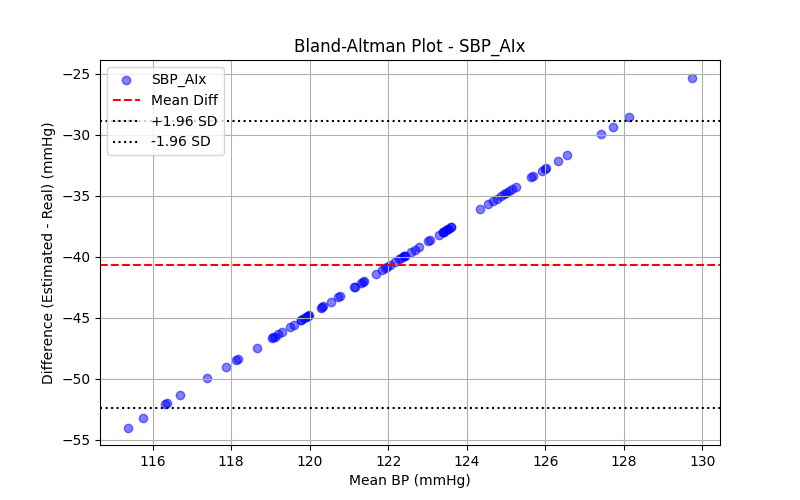 Bland-Altman Plot - SBP_AIx
SBP_AIx
Mean Diff
+1.96 SD
-1.96 SD
Difference (Estimated - Real) (mmHg)
−25
−30
−35
−40
−45
−50
−55
116 118 120 122 124 126 128 130
Mean BP (mmHg)